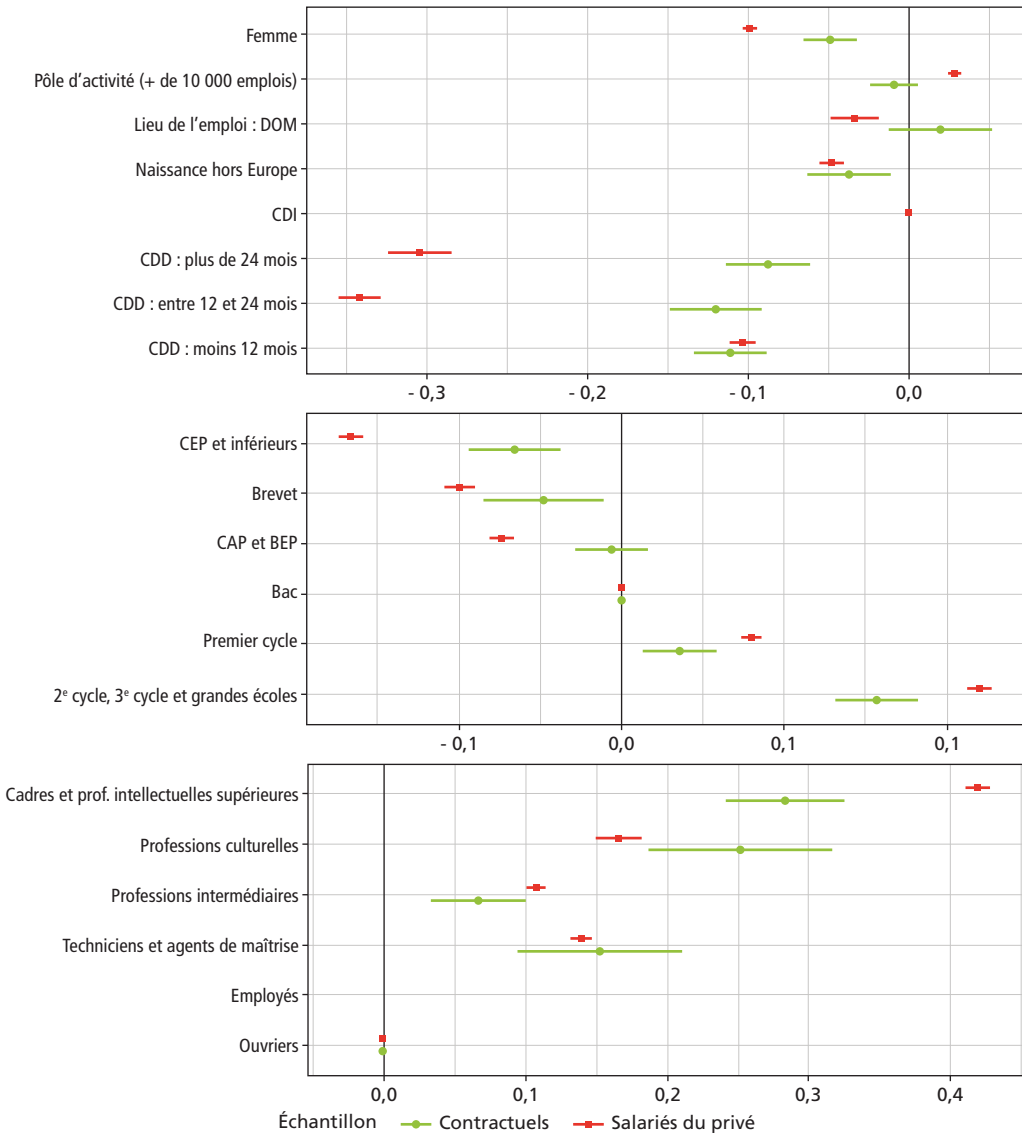 Femme
Pôle d'activité (+ de 10 000 emplois)
Lieu de l'emploi : DOM
Naissance hors Europe
CDI
CDD : plus de 24 mois
CDD : entre 12 et 24 mois
CDD : moins 12 mois
- 0,3 - 0,2 - 0,1 0,0
CEP et inférieurs
Brevet
CAP et BEP
Bac
Premier cycle
2e cycle, 3e cycle et grandes écoles
- 0,1 0,0 0,1 0,1
Cadres et prof. intellectuelles supérieures
Professions culturelles
Professions intermédiaires
Techniciens et agents de maîtrise
Employés
Ouvriers
0,0 0,1 0,2 0,3 0,4
Échantillon Contractuels Salariés du privé